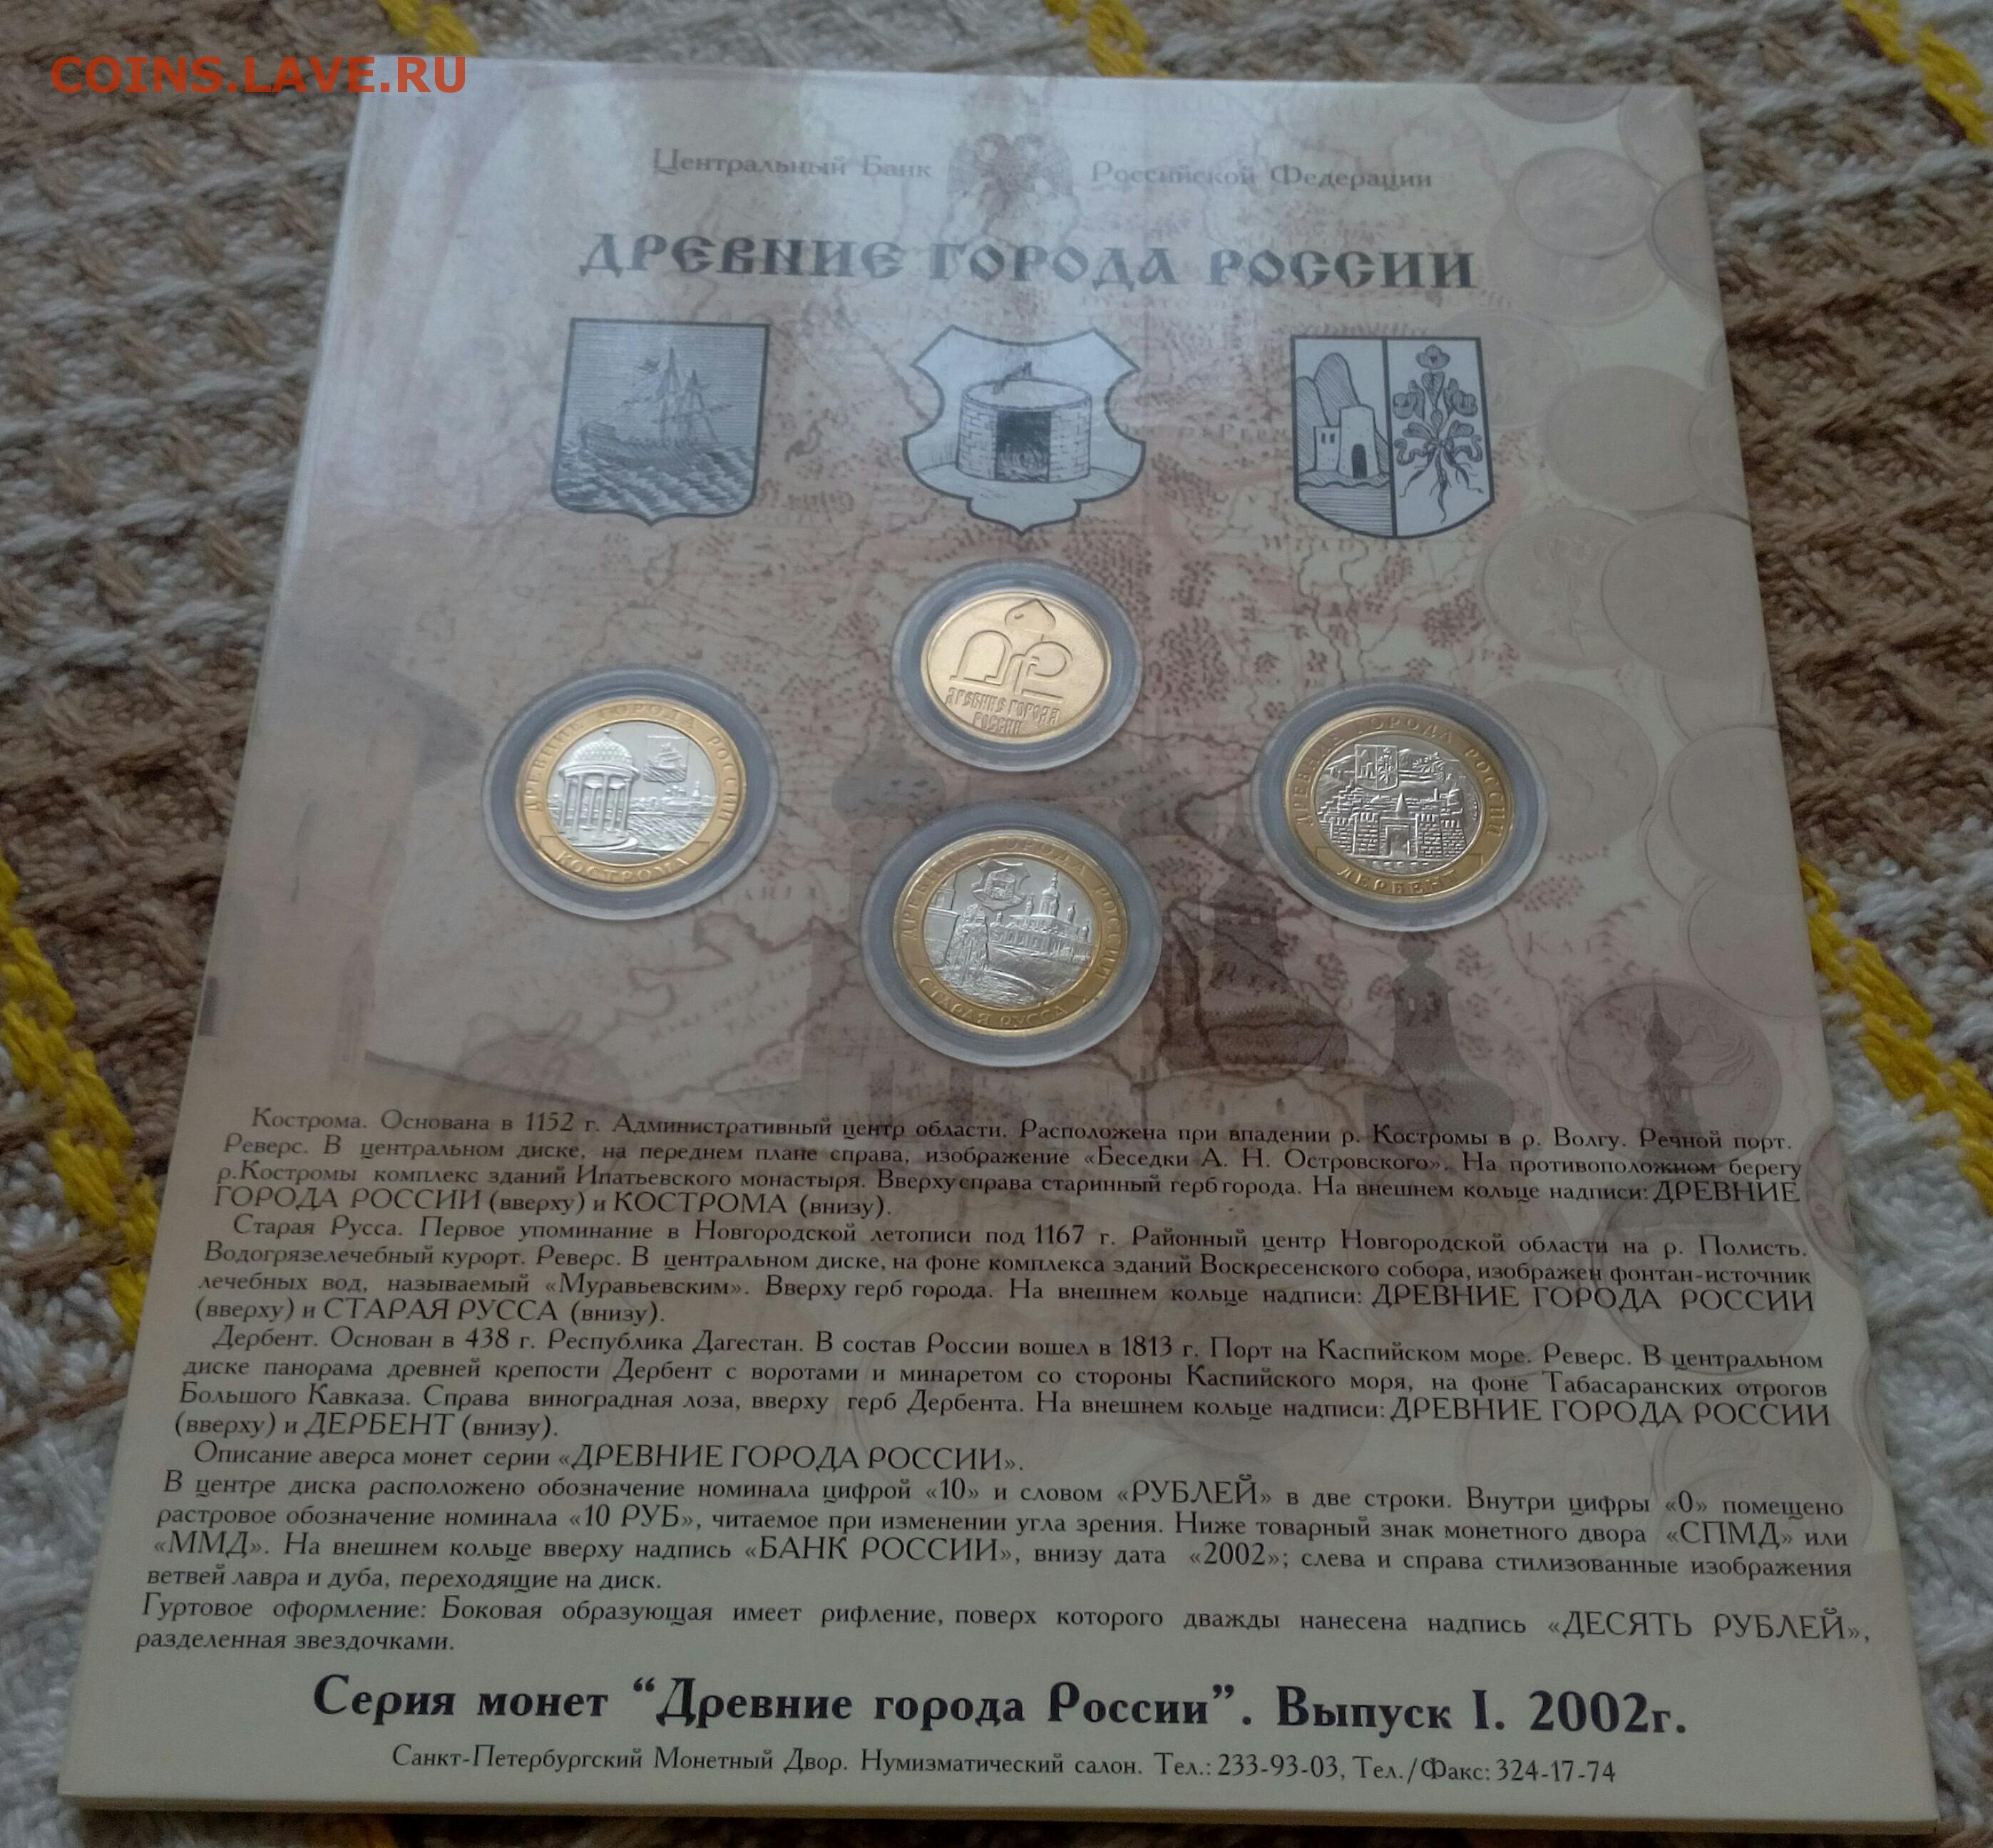 COINS.LAVE.RU
Центральный Банк Российской Федерации
ДРЕВНИЕ ГОРОДА РОССИИ
ДРЕВНИЕ ГОРОДА
РОССИИ
ДРЕВНИЕ ГОРОДА РОССИИ
КОСТРОМА
ДРЕВНИЕ ГОРОДА РОССИИ
ДЕРБЕНТ
ДРЕВНИЕ ГОРОДА РОССИИ
СТАРАЯ РУССА
Кострома. Основана в 1152 г. Административный центр области. Расположена при впадении р. Костромы в р. Волгу. Речной порт.
Реверс. В центральном диске, на переднем плане справа, изображение «Беседки А. Н. Островского». На противоположном берегу
р.Костромы комплекс зданий Ипатьевского монастыря. Вверху справа старинный герб города. На внешнем кольце надписи: ДРЕВНИЕ
ГОРОДА РОССИИ (вверху) и КОСТРОМА (внизу).
Старая Русса. Первое упоминание в Новгородской летописи под 1167 г. Районный центр Новгородской области на р. Полисть.
Водогрязелечебный курорт. Реверс. В центральном диске, на фоне комплекса зданий Воскресенского собора, изображен фонтан-источник
лечебных вод, называемый «Муравьевским». Вверху герб города. На внешнем кольце надписи: ДРЕВНИЕ ГОРОДА РОССИИ
(вверху) и СТАРАЯ РУССА (внизу).
Дербент. Основан в 438 г. Республика Дагестан. В состав России вошел в 1813 г. Порт на Каспийском море. Реверс. В центральном
диске панорама древней крепости Дербент с воротами и минаретом со стороны Каспийского моря, на фоне Табасаранских отрогов
Большого Кавказа. Справа виноградная лоза, вверху герб Дербента. На внешнем кольце надписи: ДРЕВНИЕ ГОРОДА РОССИИ
(вверху) и ДЕРБЕНТ (внизу).
Описание аверса монет серии «ДРЕВНИЕ ГОРОДА РОССИИ».
В центре диска расположено обозначение номинала цифрой «10» и словом «РУБЛЕЙ» в две строки. Внутри цифры «0» помещено
растровое обозначение номинала «10 РУБ», читаемое при изменении угла зрения. Ниже товарный знак монетного двора «СПМД» или
«ММД». На внешнем кольце вверху надпись «БАНК РОССИИ», внизу дата «2002»; слева и справа стилизованные изображения
ветвей лавра и дуба, переходящие на диск.
Гуртовое оформление: Боковая образующая имеет рифление, поверх которого дважды нанесена надпись «ДЕСЯТЬ РУБЛЕЙ»,
разделенная звездочками.
Серия монет “Древние города России”. Выпуск I. 2002г.
Санкт-Петербургский Монетный Двор. Нумизматический салон. Тел.: 233-93-03, Тел./Факс: 324-17-74